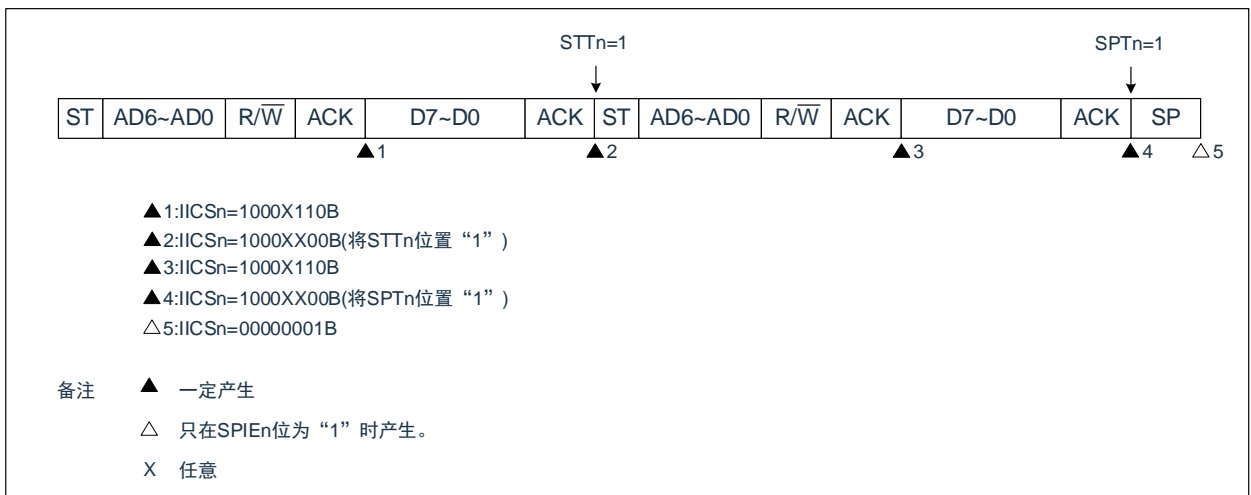 STTn=1 SPTn=1
ST AD6~AD0 R/W̅ ACK D7~D0 ACK ST AD6~AD0 R/W̅ ACK D7~D0 ACK SP
▲1 ▲2 ▲3 ▲4 △5
▲1:IICSn=1000X110B
▲2:IICSn=1000XX00B(将STTn位置“1”)
▲3:IICSn=1000X110B
▲4:IICSn=1000XX00B(将SPTn位置“1”)
△5:IICSn=00000001B
备注 ▲ 一定产生
△ 只在SPIEn位为“1”时产生。
X 任意